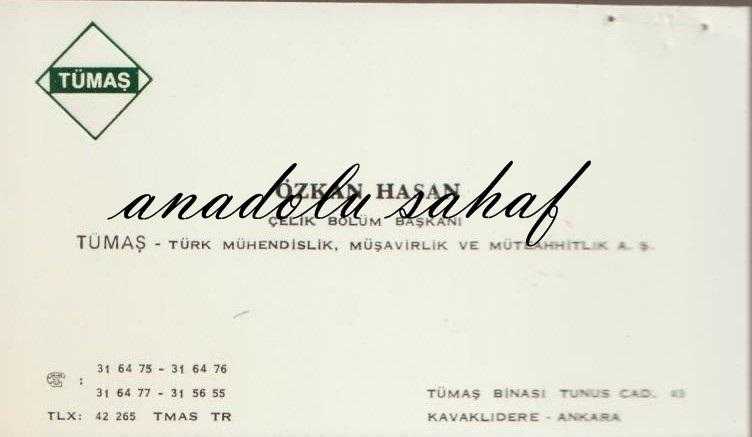 TÜMAŞ
ÖZKAN HASAN
anadolu sahaf
ÇELİK BÖLÜM BAŞKANI
TÜMAŞ - TÜRK MÜHENDİSLİK, MÜŞAVİRLİK VE MÜTEAHHİTLİK A. Ş.
31 64 75 - 31 64 76
:
31 64 77 - 31 56 55
TLX: 42 265 TMAS TR
TÜMAŞ BİNASI TUNUS CAD.
KAVAKLIDERE - ANKARA